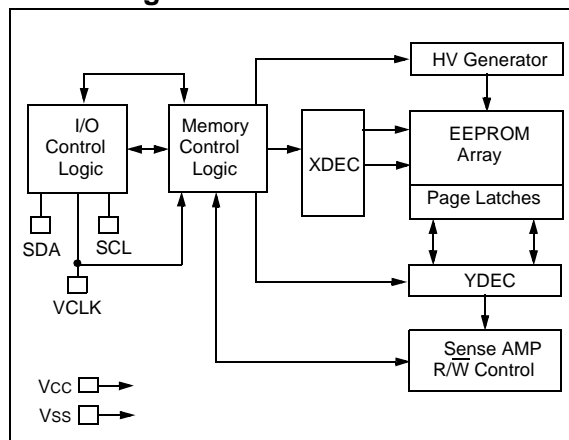 HV Generator
I/O
Control
Logic
Memory
Control
Logic
XDEC
EEPROM
Array
Page Latches
SDA
SCL
VCLK
YDEC
Sense AMP
R/W̅ Control
Vcc
Vss